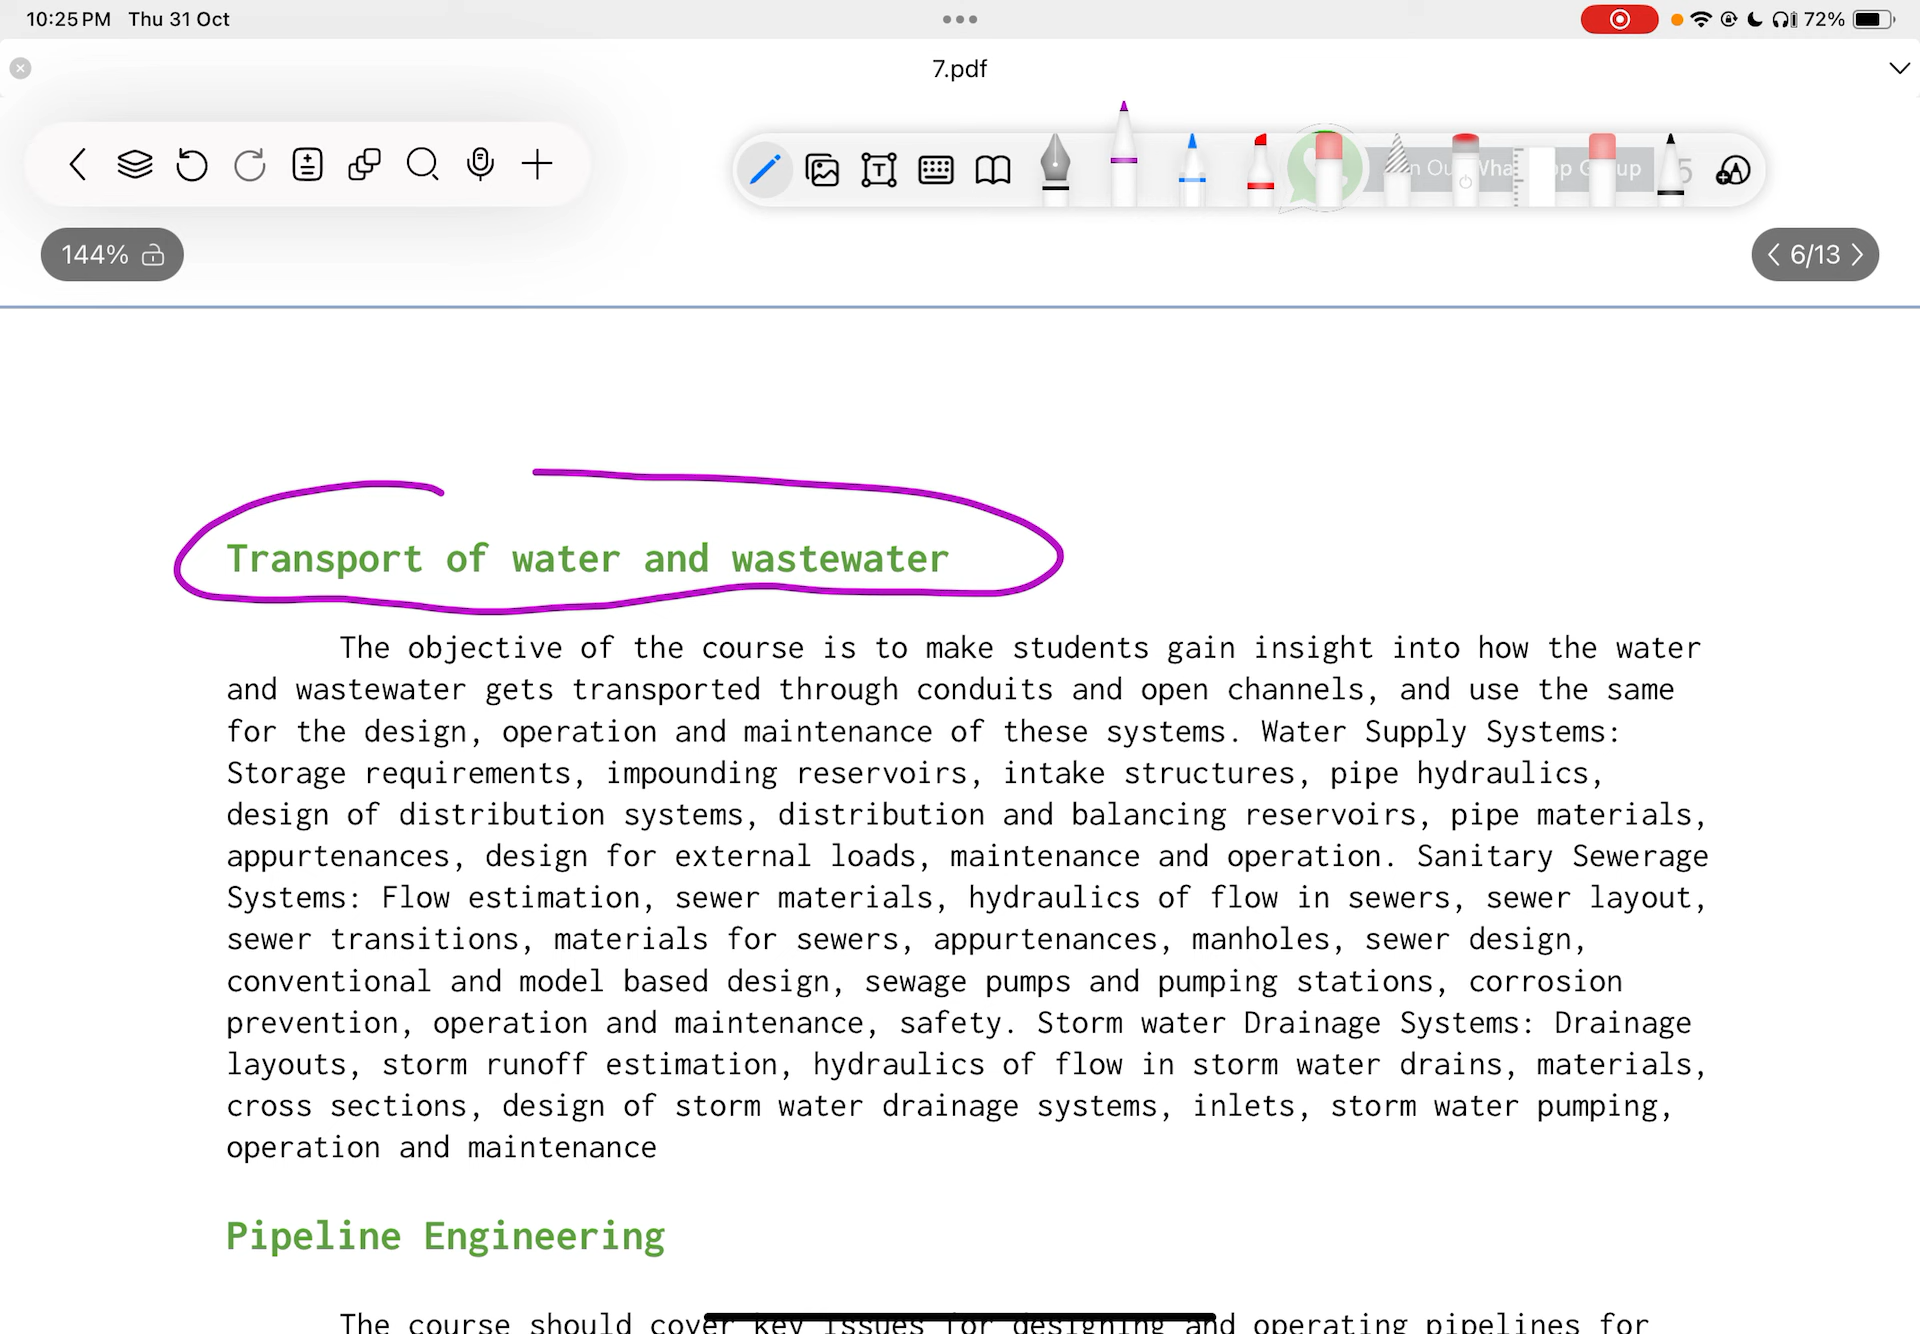 10:25 PM Thu 31 Oct
72%
7.pdf
144%
6/13
Transport of water and wastewater
The objective of the course is to make students gain insight into how the water
and wastewater gets transported through conduits and open channels, and use the same
for the design, operation and maintenance of these systems. Water Supply Systems:
Storage requirements, impounding reservoirs, intake structures, pipe hydraulics,
design of distribution systems, distribution and balancing reservoirs, pipe materials,
appurtenances, design for external loads, maintenance and operation. Sanitary Sewerage
Systems: Flow estimation, sewer materials, hydraulics of flow in sewers, sewer layout,
sewer transitions, materials for sewers, appurtenances, manholes, sewer design,
conventional and model based design, sewage pumps and pumping stations, corrosion
prevention, operation and maintenance, safety. Storm water Drainage Systems: Drainage
layouts, storm runoff estimation, hydraulics of flow in storm water drains, materials,
cross sections, design of storm water drainage systems, inlets, storm water pumping,
operation and maintenance
Pipeline Engineering
The course should cover key issues for designing and operating pipelines for